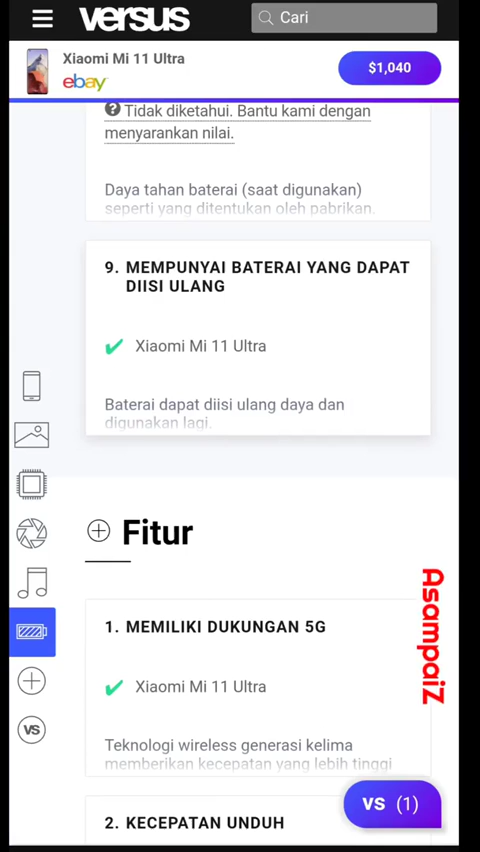 versus
Cari
Xiaomi Mi 11 Ultra
ebay
$1,040
Tidak diketahui. Bantu kami dengan
menyarankan nilai.
Daya tahan baterai (saat digunakan)
seperti yang ditentukan oleh pabrikan.
9. MEMPUNYAI BATERAI YANG DAPAT
DIISI ULANG
Xiaomi Mi 11 Ultra
Baterai dapat diisi ulang daya dan
digunakan lagi.
Fitur
1. MEMILIKI DUKUNGAN 5G
Xiaomi Mi 11 Ultra
Teknologi wireless generasi kelima
memberikan kecepatan yang lebih tinggi
2. KECEPATAN UNDUH
VS
VS (1)
AsampaiZ